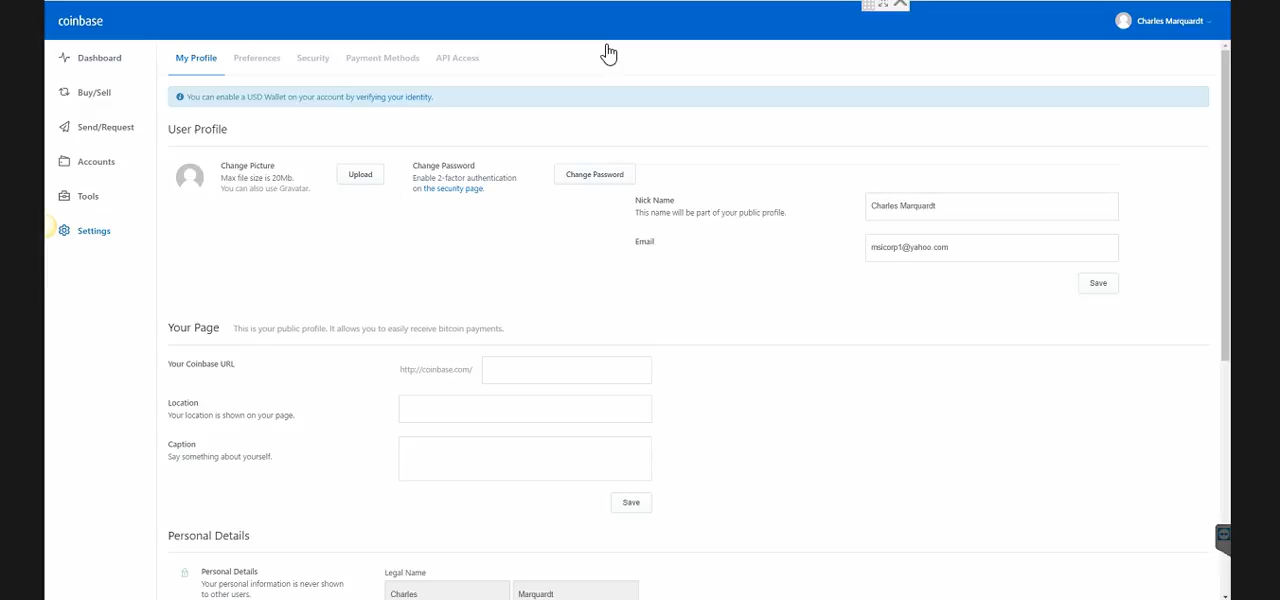 coinbase
Charles Marquardt
Dashboard
Buy/Sell
Send/Request
Accounts
Tools
Settings
My Profile Preferences Security Payment Methods API Access
You can enable a USD Wallet on your account by verifying your identity.
User Profile
Change Picture
Max file size is 20Mb.
You can also use Gravatar.
Upload
Change Password
Enable 2-factor authentication
on the security page.
Change Password
Nick Name
This name will be part of your public profile.
Charles Marquardt
Email
msicorp1@yahoo.com
Save
Your Page This is your public profile. It allows you to easily receive bitcoin payments.
Your Coinbase URL
http://coinbase.com/
Location
Your location is shown on your page.
Caption
Say something about yourself.
Save
Personal Details
Personal Details
Your personal information is never shown
to other users.
Legal Name
Charles Marquardt